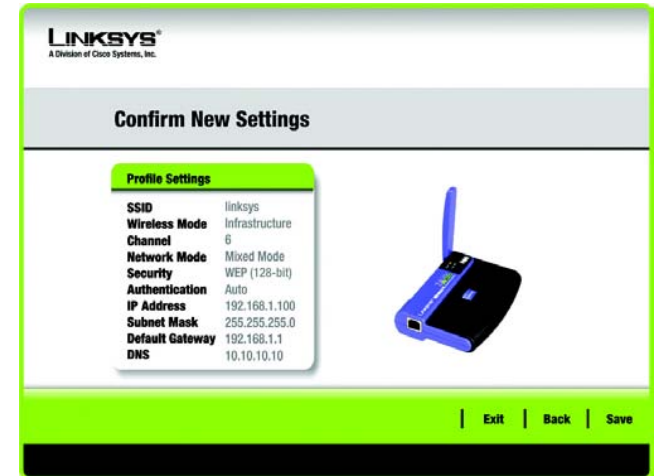 LINKSYS®
A Division of Cisco Systems, Inc.
Confirm New Settings
Profile Settings
SSID linksys
Wireless Mode Infrastructure
Channel 6
Network Mode Mixed Mode
Security WEP (128-bit)
Authentication Auto
IP Address 192.168.1.100
Subnet Mask 255.255.255.0
Default Gateway 192.168.1.1
DNS 10.10.10.10
Exit | Back | Save